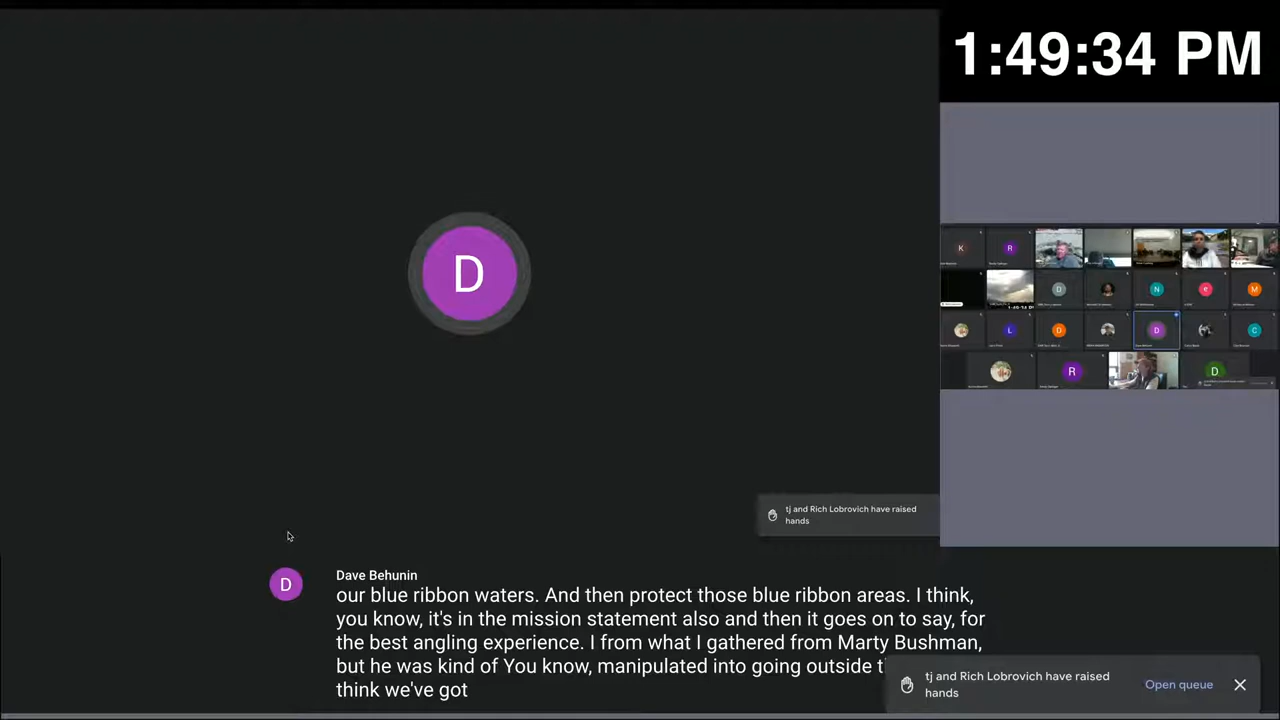 1:49:34 PM
D
K
R
D
N
e
M
L
D
D
C
R
D
tj and Rich Lobrovich have raised
hands
D
Dave Behunin
our blue ribbon waters. And then protect those blue ribbon areas. I think,
you know, it's in the mission statement also and then it goes on to say, for
the best angling experience. I from what I gathered from Marty Bushman,
but he was kind of You know, manipulated into going outside
think we've got
tj and Rich Lobrovich have raised
hands
Open queue